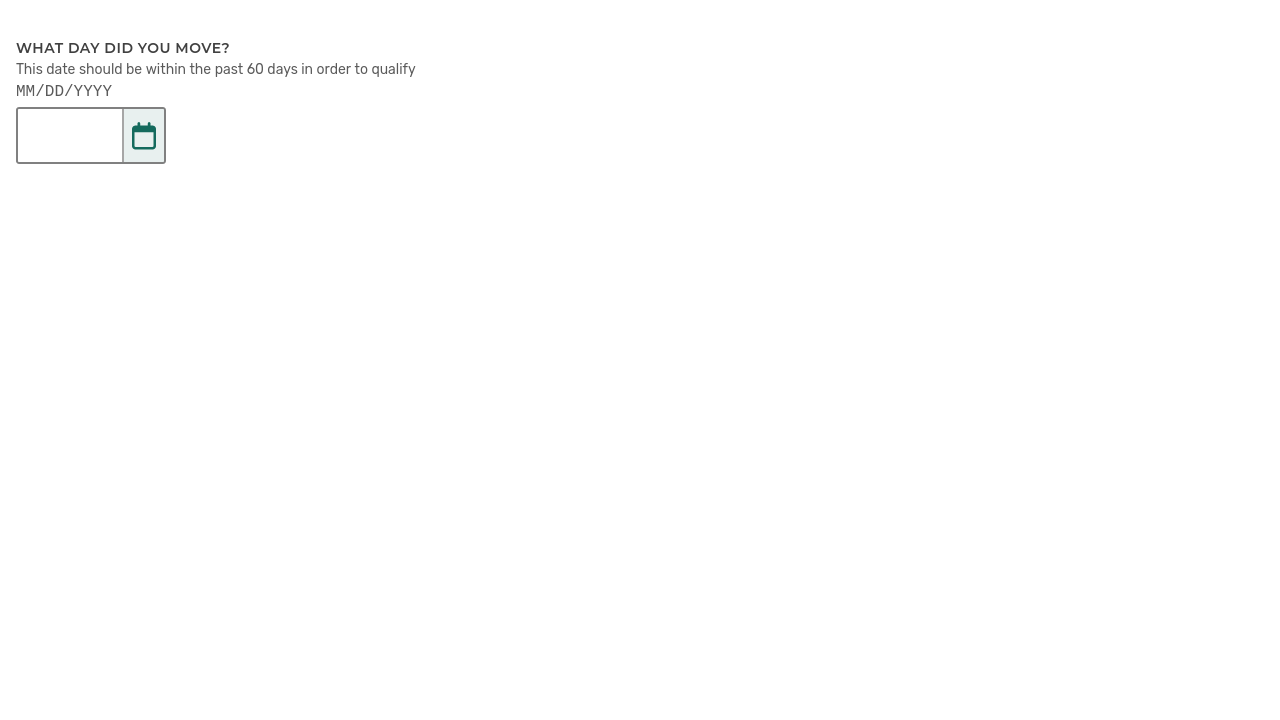 WHAT DAY DID YOU MOVE?
This date should be within the past 60 days in order to qualify
MM/DD/YYYY